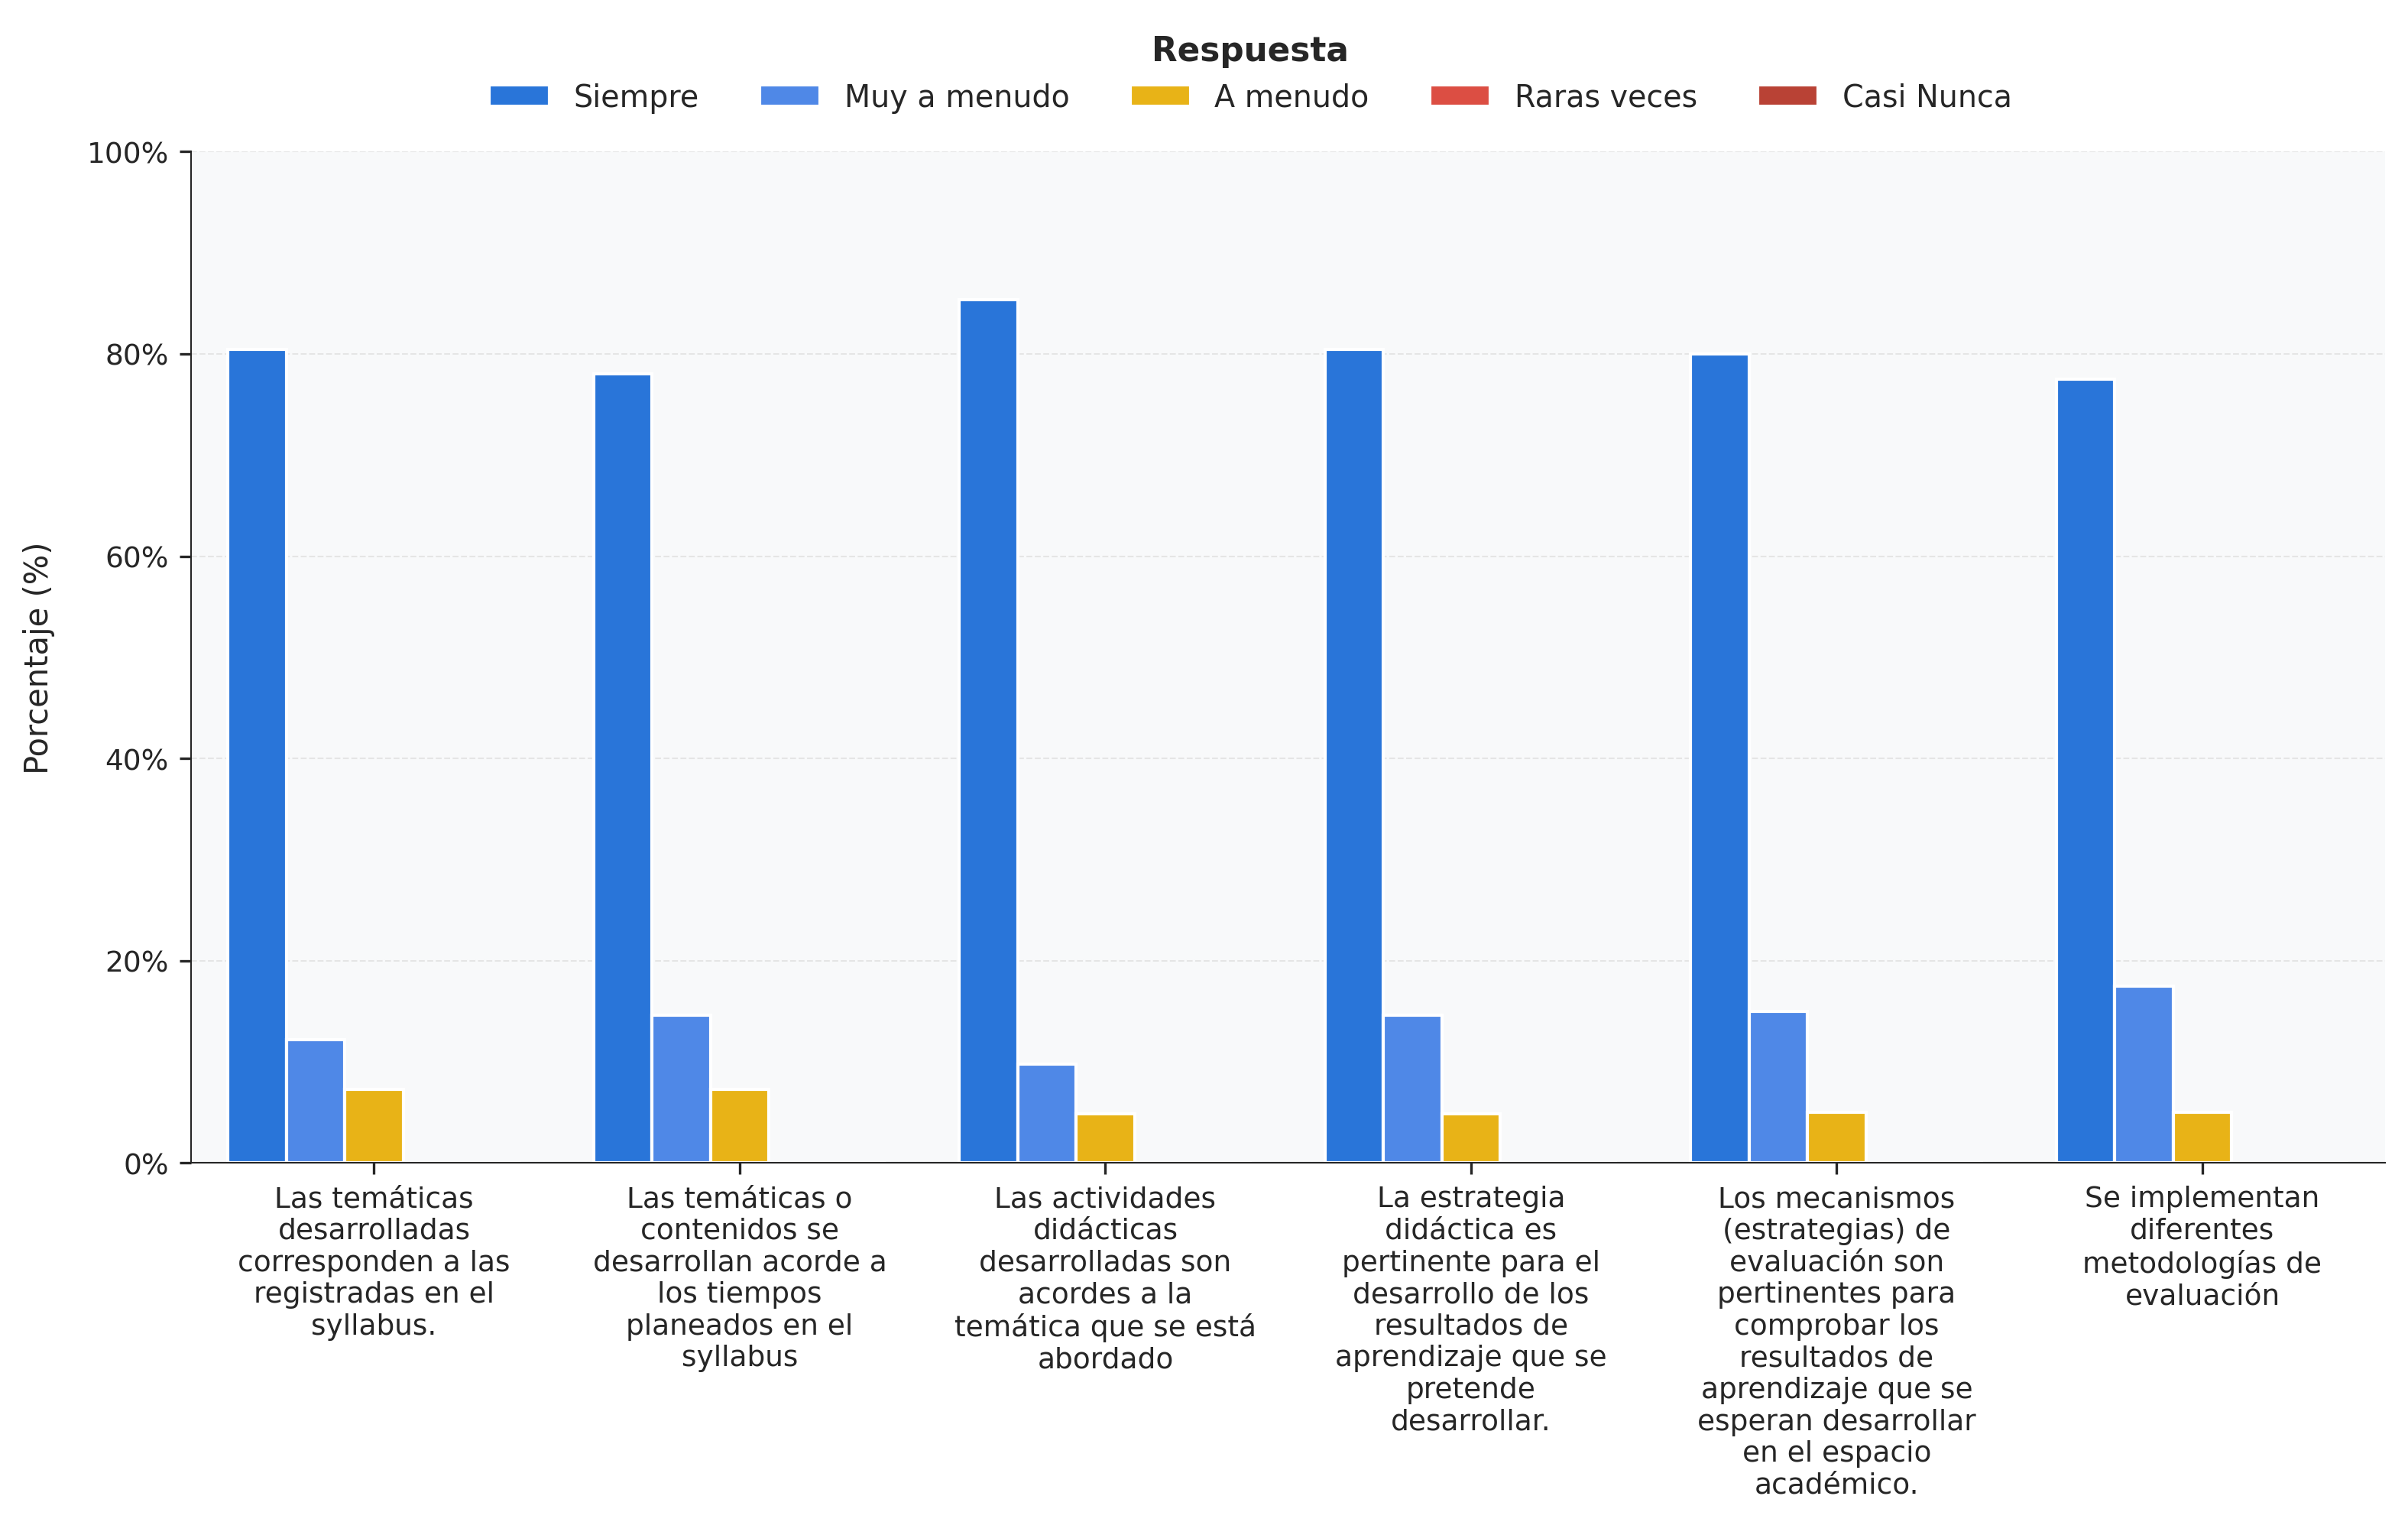 Respuesta
Siempre
Muy a menudo
A menudo
Raras veces
Casi Nunca
100%
80%
60%
40%
20%
0%
Porcentaje (%)
Las temáticas
desarrolladas
corresponden a las
registradas en el
syllabus.
Las temáticas o
contenidos se
desarrollan acorde a
los tiempos
planeados en el
syllabus
Las actividades
didácticas
desarrolladas son
acordes a la
temática que se está
abordado
La estrategia
didáctica es
pertinente para el
desarrollo de los
resultados de
aprendizaje que se
pretende
desarrollar.
Los mecanismos
(estrategias) de
evaluación son
pertinentes para
comprobar los
resultados de
aprendizaje que se
esperan desarrollar
en el espacio
académico.
Se implementan
diferentes
metodologías de
evaluación